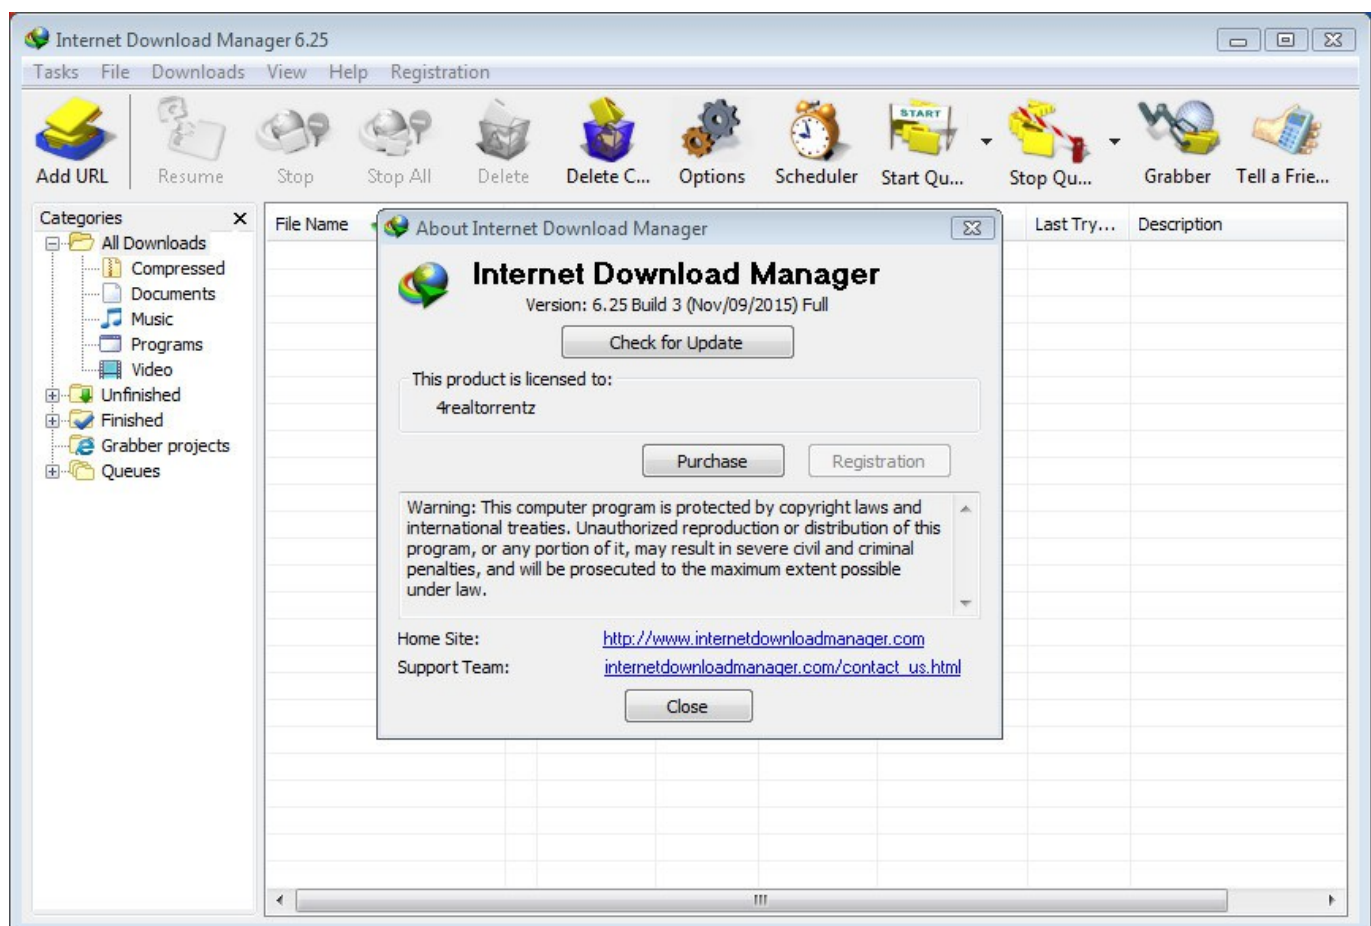 Internet Download Manager 6.25
Tasks File Downloads View Help Registration
Add URL Resume Stop Stop All Delete Delete C... Options Scheduler START Start Qu... Stop Qu... Grabber Tell a Frie...
Categories
All Downloads
Compressed
Documents
Music
Programs
Video
Unfinished
Finished
Grabber projects
Queues
File Name Last Try... Description
About Internet Download Manager
Internet Download Manager
Version: 6.25 Build 3 (Nov/09/2015) Full
Check for Update
This product is licensed to:
4realtorrentz
Purchase Registration
Warning: This computer program is protected by copyright laws and
international treaties. Unauthorized reproduction or distribution of this
program, or any portion of it, may result in severe civil and criminal
penalties, and will be prosecuted to the maximum extent possible
under law.
Home Site: http://www.internetdownloadmanager.com
Support Team: internetdownloadmanager.com/contact_us.html
Close